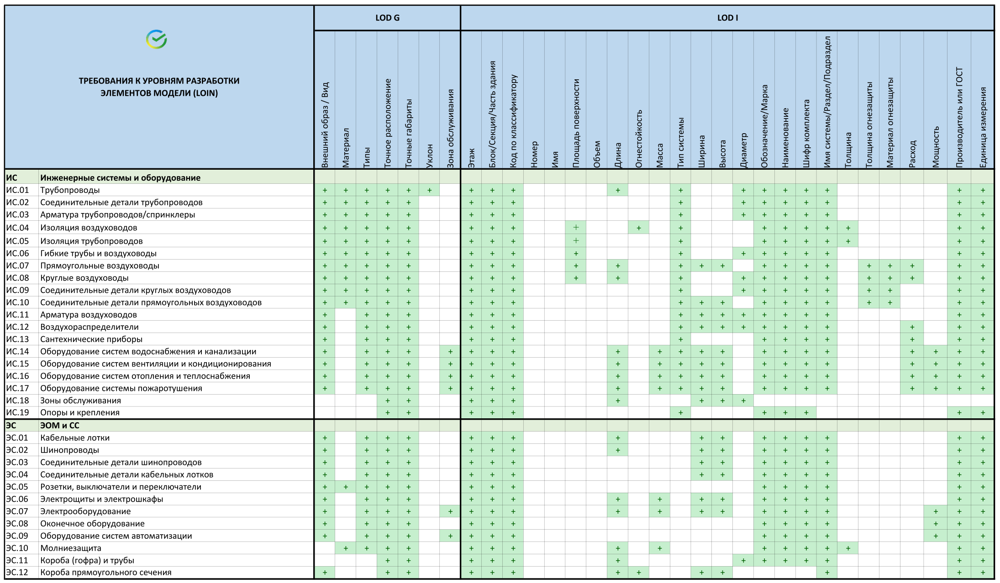 LOD G
LOD I
ТРЕБОВАНИЯ К УРОВНЯМ РАЗРАБОТКИ
ЭЛЕМЕНТОВ МОДЕЛИ (LOIN)
Внешний образ / Вид
Материал
Типы
Точное расположение
Точные габариты
Уклон
Зона обслуживания
Этаж
Блок/Секция/Часть здания
Код по классификатору
Номер
Имя
Площадь поверхности
Объем
Длина
Огнестойкость
Масса
Тип системы
Ширина
Высота
Диаметр
Обозначение/Марка
Наименование
Шифр комплекта
Имя системы/Раздел/Подраздел
Толщина
Толщина огнезащиты
Материал огнезащиты
Расход
Мощность
Производитель или ГОСТ
Единица измерения
ИС Инженерные системы и оборудование
ИС.01 Трубопроводы + + + + + + + + + + + + + + + + + +
ИС.02 Соединительные детали трубопроводов + + + + + + + + + + + + + + + +
ИС.03 Арматура трубопроводов/спринклеры + + + + + + + + + + + + + + + +
ИС.04 Изоляция воздуховодов + + + + + + + + + + + + + + + + + +
ИС.05 Изоляция трубопроводов + + + + + + + + + + + + + + + + +
ИС.06 Гибкие трубы и воздуховоды + + + + + + + + + + + + + + + + +
ИС.07 Прямоугольные воздуховоды + + + + + + + + + + + + + + + + + + + + + +
ИС.08 Круглые воздуховоды + + + + + + + + + + + + + + + + + + + + +
ИС.09 Соединительные детали круглых воздуховодов + + + + + + + + + + + + + + + + + +
ИС.10 Соединительные детали прямоугольных воздуховодов + + + + + + + + + + + + + + + + + + +
ИС.11 Арматура воздуховодов + + + + + + + + + + + + + + + + +
ИС.12 Воздухораспределители + + + + + + + + + + + + + + + + + +
ИС.13 Сантехнические приборы + + + + + + + + + + + + + + +
ИС.14 Оборудование систем водоснабжения и канализации + + + + + + + + + + + + + + + + + + + +
ИС.15 Оборудование систем вентиляции и кондиционирования + + + + + + + + + + + + + + + + + + + +
ИС.16 Оборудование систем отопления и теплоснабжения + + + + + + + + + + + + + + + + + + + +
ИС.17 Оборудование системы пожаротушения + + + + + + + + + + + + + + + + + + + +
ИС.18 Зоны обслуживания + + + + + + + + +
ИС.19 Опоры и крепления + + + + + + + + + + +
ЭС ЭОМ и СС
ЭС.01 Кабельные лотки + + + + + + + + + + + + + + + +
ЭС.02 Шинопроводы + + + + + + + + + + + + + + + +
ЭС.03 Соединительные детали шинопроводов + + + + + + + + + + + + + + +
ЭС.04 Соединительные детали кабельных лотков + + + + + + + + + + + + + + +
ЭС.05 Розетки, выключатели и переключатели + + + + + + + + + + + + + +
ЭС.06 Электрощиты и электрошкафы + + + + + + + + + + + + + + + + +
ЭС.07 Электрооборудование + + + + + + + + + + + + + + + + + + +
ЭС.08 Оконечное оборудование + + + + + + + + + + + + + +
ЭС.09 Оборудование систем автоматизации + + + + + + + + + + + + + + +
ЭС.10 Молниезащита + + + + + + + + + + + + + + + +
ЭС.11 Короба (гофра) и трубы + + + + + + + + + + + + +
ЭС.12 Короба прямоугольного сечения + + + + + + + + + + + + +